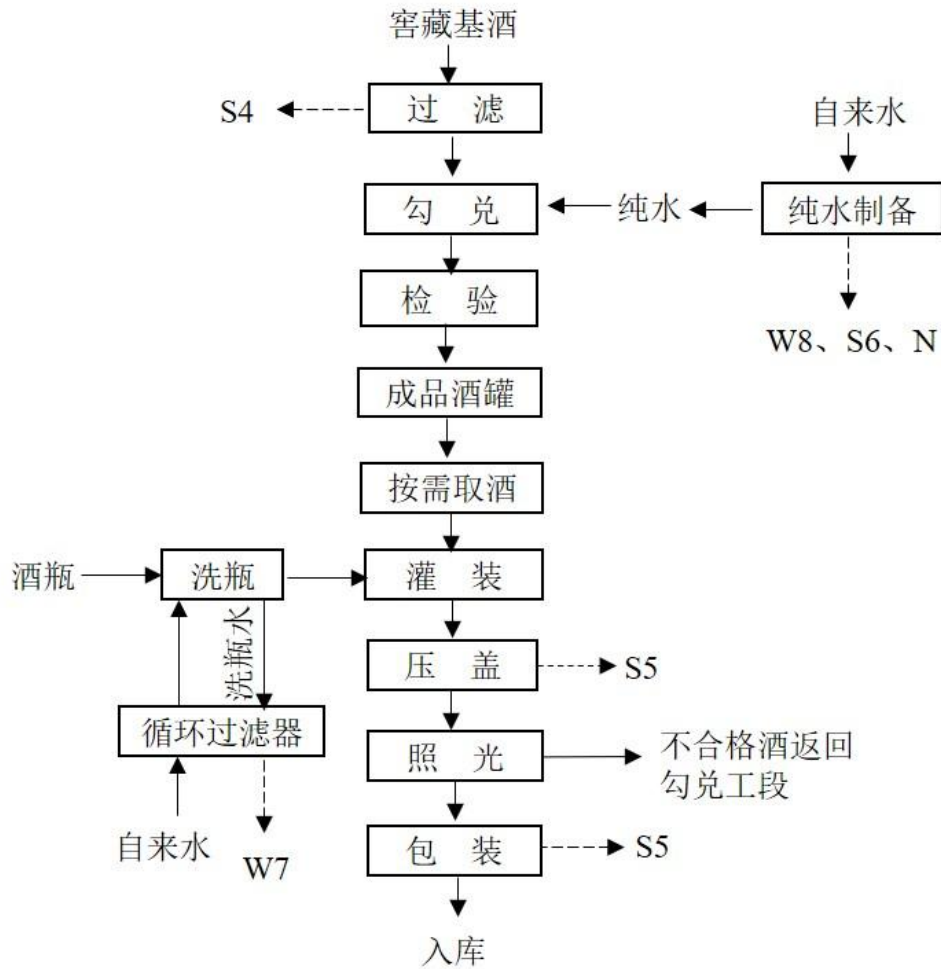 窖藏基酒
S4
过 滤
自来水
勾 兑
纯水
纯水制备
检 验
W8、S6、N
成品酒罐
按需取酒
酒瓶
洗瓶
灌 装
洗瓶水
压 盖
S5
循环过滤器
照 光
不合格酒返回
勾兑工段
自来水
W7
包 装
S5
入库